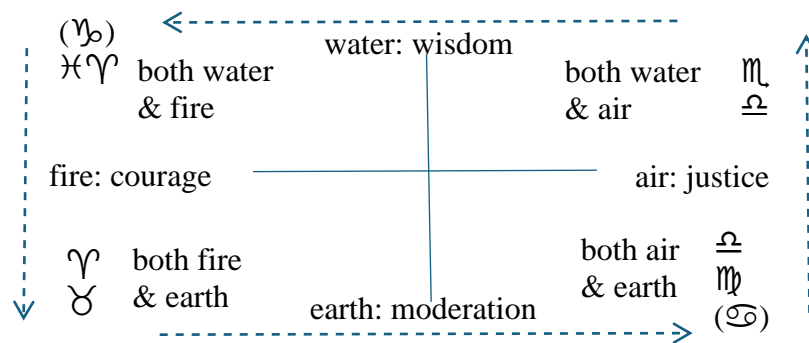 (♑)
water: wisdom
♓♈ both water
& fire
both water ♏
& air ♎
fire: courage
air: justice
♈ both fire
♉ & earth
both air ♎
& earth ♍
(♋)
earth: moderation